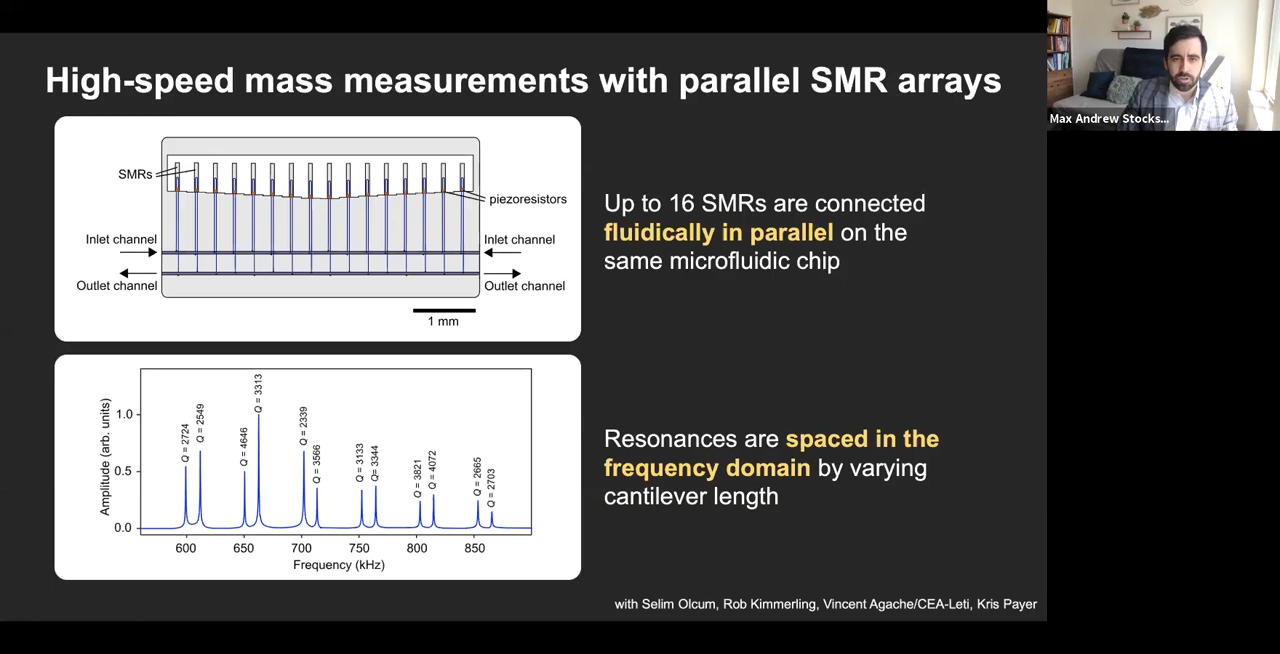 High-speed mass measurements with parallel SMR arrays
Max Andrew Stocks...
SMRs
piezoresistors
Inlet channel
Inlet channel
Outlet channel
Outlet channel
1 mm
Up to 16 SMRs are connected
fluidically in parallel on the
same microfluidic chip
Amplitude (arb. units)
1.0
0.5
0.0
Q = 2724
Q = 2549
Q = 4646
Q = 3313
Q = 2339
Q = 3566
Q = 3133
Q= 3344
Q = 3821
Q = 4072
Q = 2665
Q = 2703
600
650
700
750
800
850
Frequency (kHz)
Resonances are spaced in the
frequency domain by varying
cantilever length
with Selim Olcum, Rob Kimmerling, Vincent Agache/CEA-Leti, Kris Payer